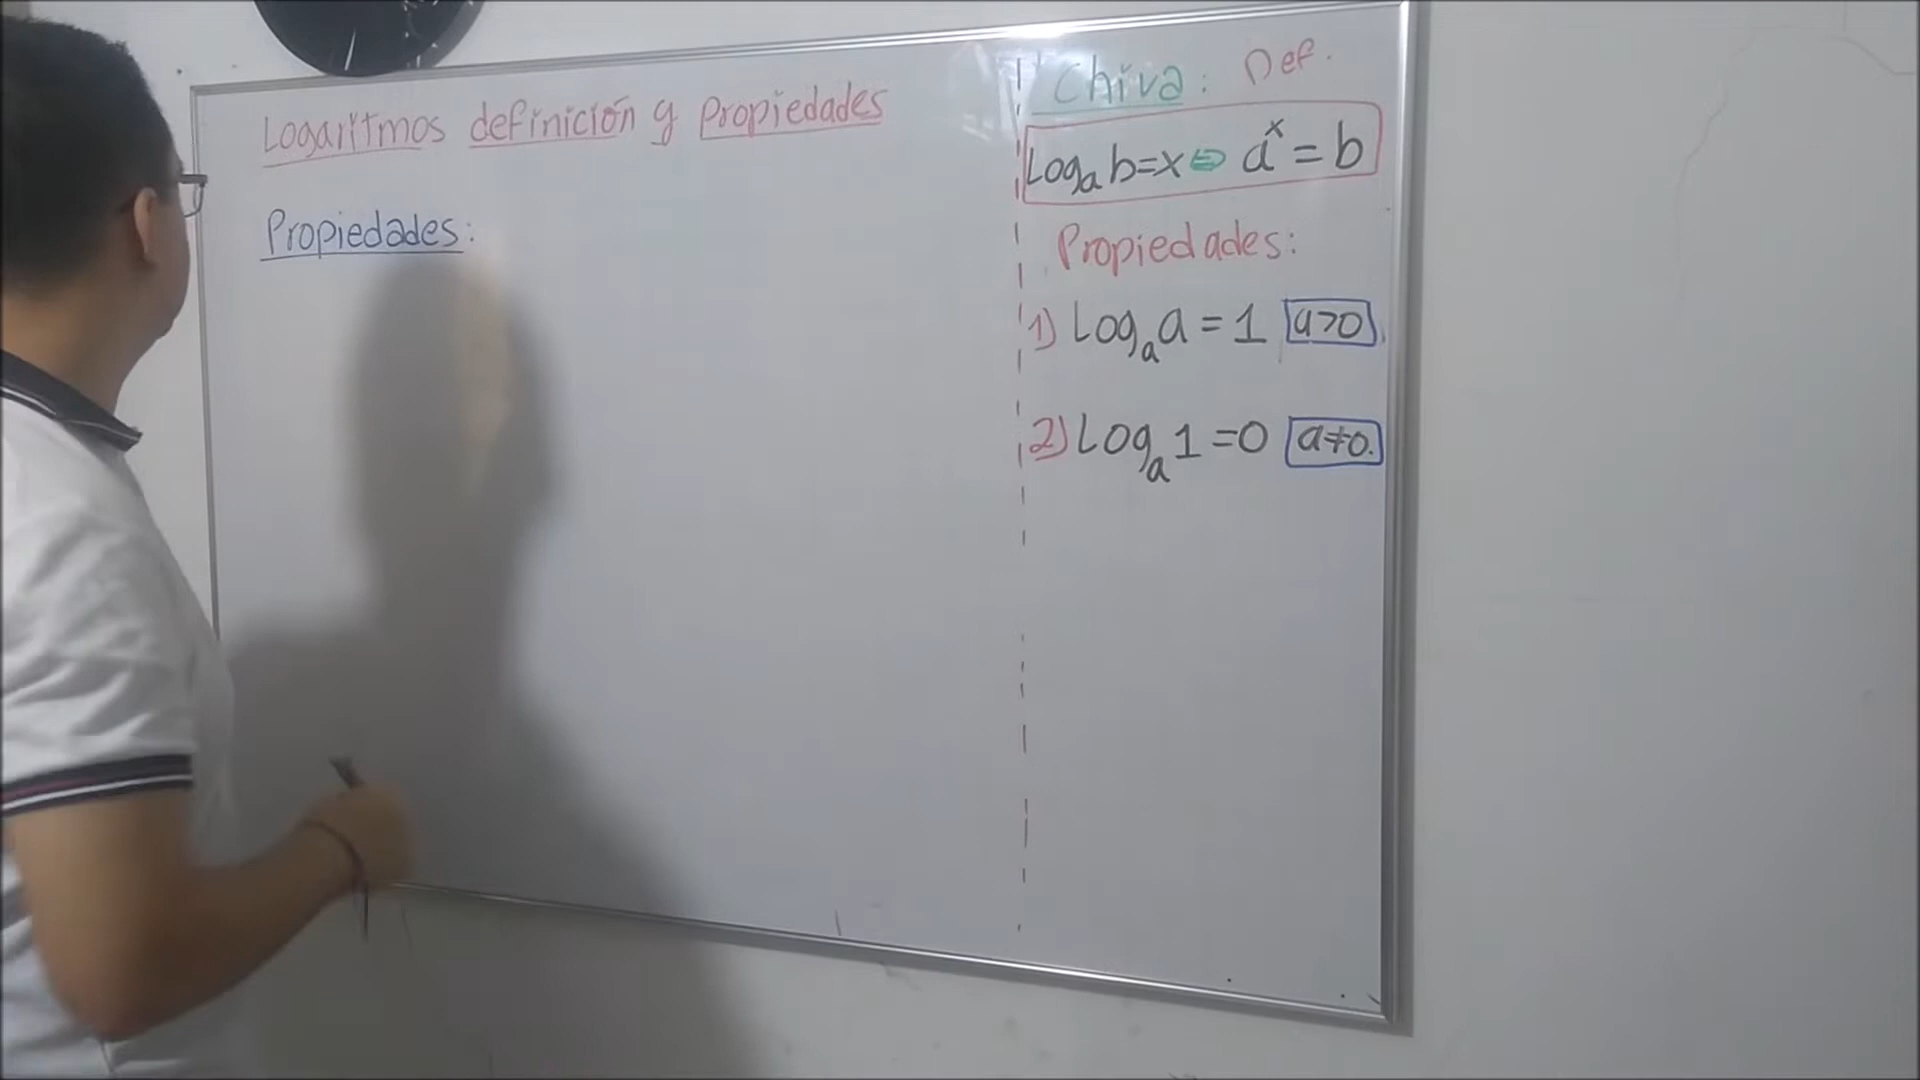 Logaritmos definición y Propiedades
Propiedades:
Chiva: Def.
Log_a b=x ⇔ a^x = b
Propiedades:
1) Log_a a = 1 a>0
2) Log_a 1 =0 a≠0.